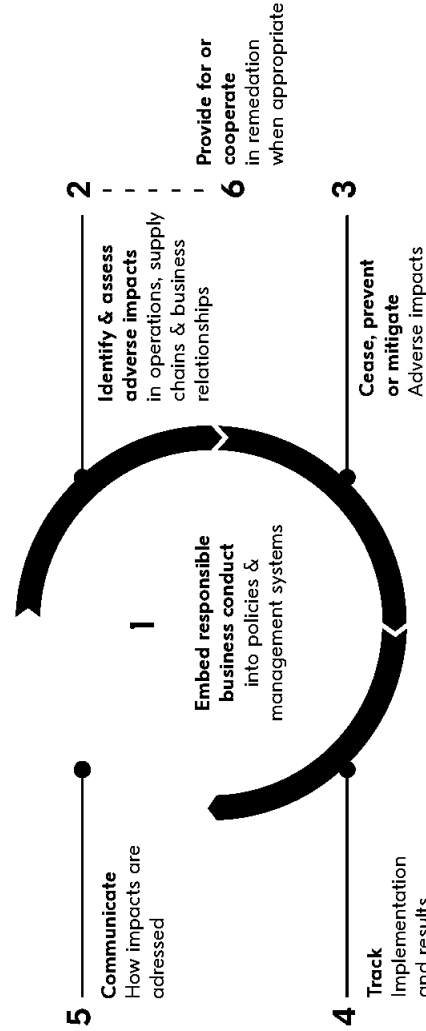 1
Embed responsible
business conduct
into policies &
management systems
2
Identify & assess
adverse impacts
in operations, supply
chains & business
relationships
6
Provide for or
cooperate
in remedation
when appropriate
3
Cease, prevent
or mitigate
Adverse impacts
4
Track
Implementation
and results
5
Communicate
How impacts are
adressed